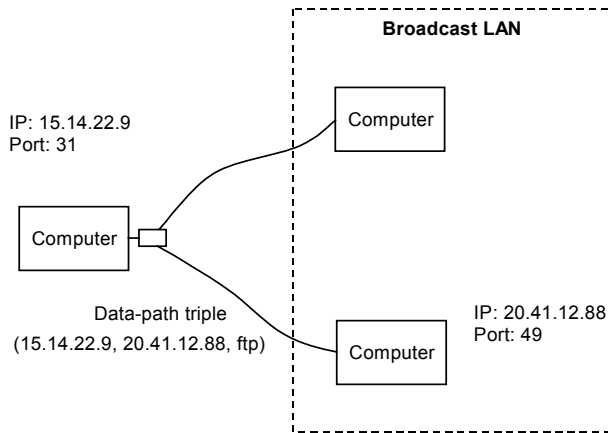 Broadcast LAN
IP: 15.14.22.9
Port: 31
Computer
Computer
Data-path triple
(15.14.22.9, 20.41.12.88, ftp)
IP: 20.41.12.88
Port: 49
Computer